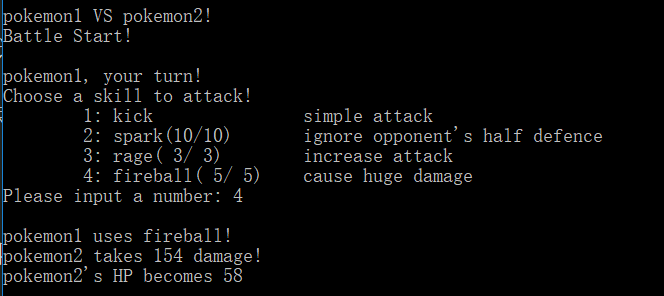 pokemon1 VS pokemon2!
Battle Start!
pokemon1, your turn!
Choose a skill to attack!
1: kick simple attack
2: spark(10/10) ignore opponent's half defence
3: rage( 3/ 3) increase attack
4: fireball( 5/ 5) cause huge damage
Please input a number: 4
pokemon1 uses fireball!
pokemon2 takes 154 damage!
pokemon2's HP becomes 58